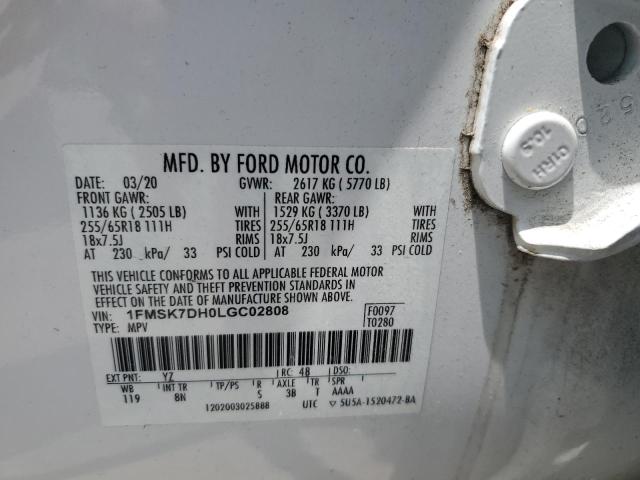 MFD. BY FORD MOTOR CO.
DATE: 03/20 GVWR: 2617 KG ( 5770 LB)
FRONT GAWR: REAR GAWR:
1136 KG ( 2505 LB) WITH 1529 KG ( 3370 LB) WITH
255/65R18 111H TIRES 255/65R18 111H TIRES
18x7.5J RIMS 18x7.5J RIMS
AT 230 kPa/ 33 PSI COLD AT 230 kPa/ 33 PSI COLD
THIS VEHICLE CONFORMS TO ALL APPLICABLE FEDERAL MOTOR
VEHICLE SAFETY AND THEFT PREVENTION STANDARDS IN
EFFECT ON THE DATE OF MANUFACTURE SHOWN ABOVE.
VIN: 1FMSK7DH0LGC02808 F0097
TYPE: MPV T0280
EXT PNT: YZ RC: 48 DSO:
WB INT TR TP/PS R AXLE TR SPR
119 8N S 3B T AAAA
1202003025888 UTC 5U5A-1520472-BA
C1RH
10.9
520